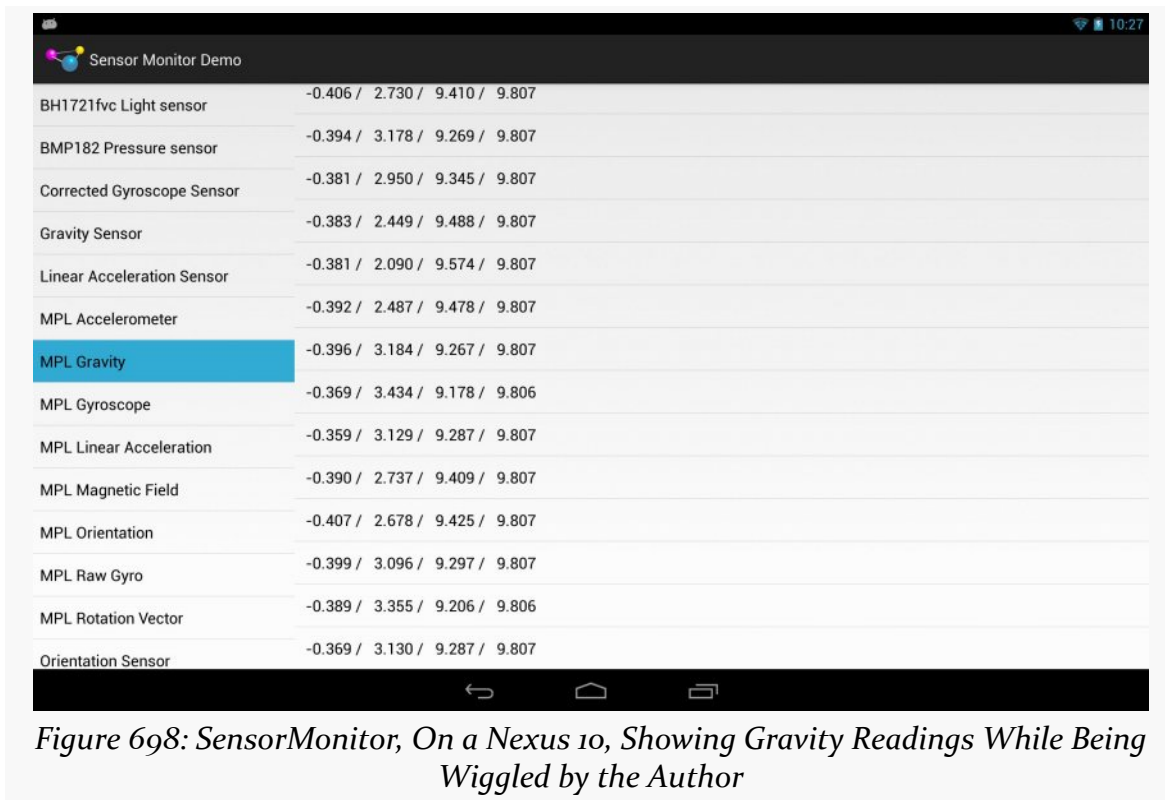 10:27
Sensor Monitor Demo
BH1721fvc Light sensor
BMP182 Pressure sensor
Corrected Gyroscope Sensor
Gravity Sensor
Linear Acceleration Sensor
MPL Accelerometer
MPL Gravity
MPL Gyroscope
MPL Linear Acceleration
MPL Magnetic Field
MPL Orientation
MPL Raw Gyro
MPL Rotation Vector
Orientation Sensor
-0.406 / 2.730 / 9.410 / 9.807
-0.394 / 3.178 / 9.269 / 9.807
-0.381 / 2.950 / 9.345 / 9.807
-0.383 / 2.449 / 9.488 / 9.807
-0.381 / 2.090 / 9.574 / 9.807
-0.392 / 2.487 / 9.478 / 9.807
-0.396 / 3.184 / 9.267 / 9.807
-0.369 / 3.434 / 9.178 / 9.806
-0.359 / 3.129 / 9.287 / 9.807
-0.390 / 2.737 / 9.409 / 9.807
-0.407 / 2.678 / 9.425 / 9.807
-0.399 / 3.096 / 9.297 / 9.807
-0.389 / 3.355 / 9.206 / 9.806
-0.369 / 3.130 / 9.287 / 9.807
Figure 698: SensorMonitor, On a Nexus 10, Showing Gravity Readings While Being
Wiggled by the Author